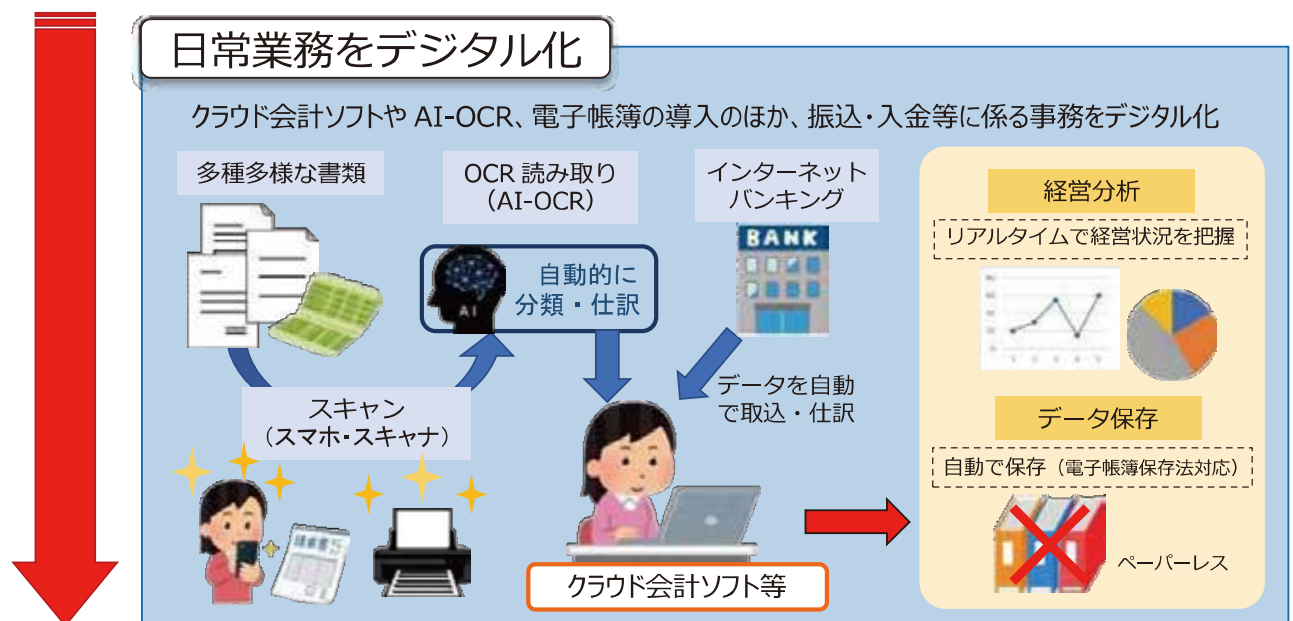 日常業務をデジタル化
クラウド会計ソフトや AI-OCR、電子帳簿の導入のほか、振込・入金等に係る事務をデジタル化
多種多様な書類
OCR 読み取り
(AI-OCR)
インターネット
バンキング
BANK
AI
自動的に
分類・仕訳
データを自動
で取込・仕訳
スキャン
(スマホ・スキャナ)
請求書
クラウド会計ソフト等
経営分析
リアルタイムで経営状況を把握
データ保存
自動で保存(電子帳簿保存法対応)
ペーパーレス